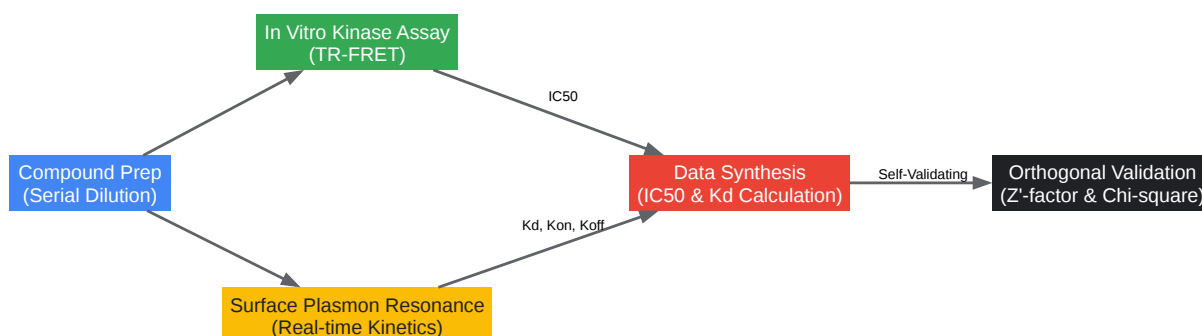 In Vitro Kinase Assay
(TR-FRET)
IC50
Compound Prep
(Serial Dilution)
Data Synthesis
(IC50 & Kd Calculation)
Self-Validating
Orthogonal Validation
(Z'-factor & Chi-square)
Kd, Kon, Koff
Surface Plasmon Resonance
(Real-time Kinetics)